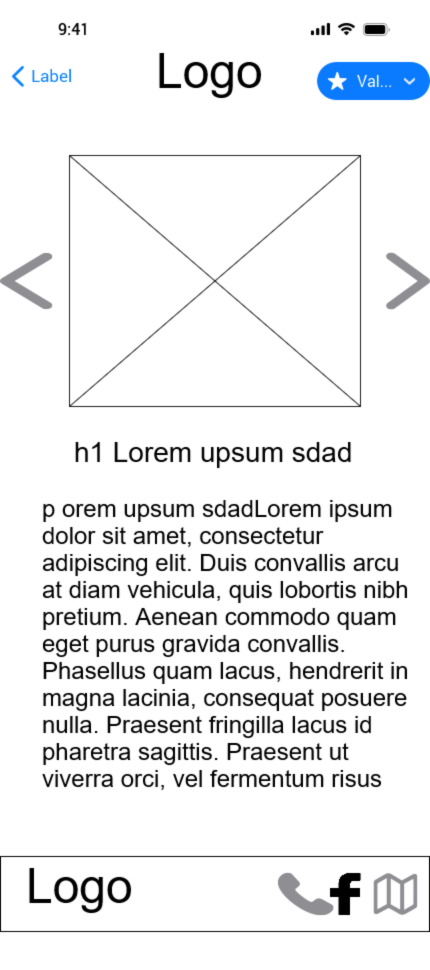 9:41
Label
Logo
Val...
h1 Lorem upsum sdad
p orem upsum sdadLorem ipsum
dolor sit amet, consectetur
adipiscing elit. Duis convallis arcu
at diam vehicula, quis lobortis nibh
pretium. Aenean commodo quam
eget purus gravida convallis.
Phasellus quam lacus, hendrerit in
magna lacinia, consequat posuere
nulla. Praesent fringilla lacus id
pharetra sagittis. Praesent ut
viverra orci, vel fermentum risus
Logo